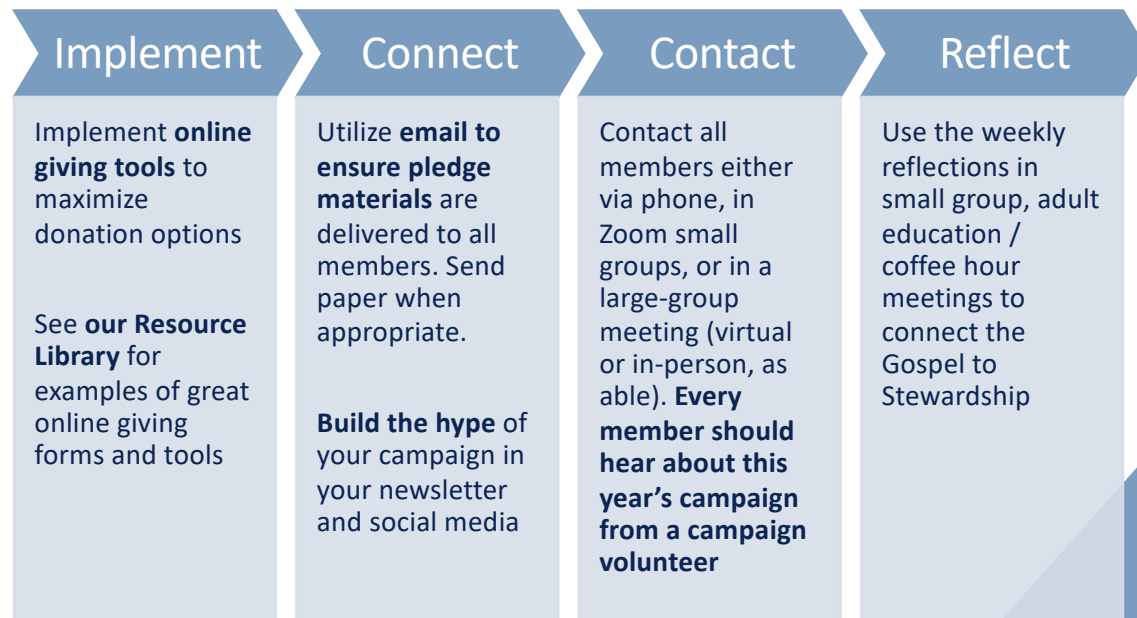 Implement
Implement online
giving tools to
maximize
donation options
See our Resource
Library for
examples of great
online giving
forms and tools
Connect
Utilize email to
ensure pledge
materials are
delivered to all
members. Send
paper when
appropriate.
Build the hype of
your campaign in
your newsletter
and social media
Contact
Contact all
members either
via phone, in
Zoom small
groups, or in a
large-group
meeting (virtual
or in-person, as
able). Every
member should
hear about this
year’s campaign
from a campaign
volunteer
Reflect
Use the weekly
reflections in
small group, adult
education /
coffee hour
meetings to
connect the
Gospel to
Stewardship